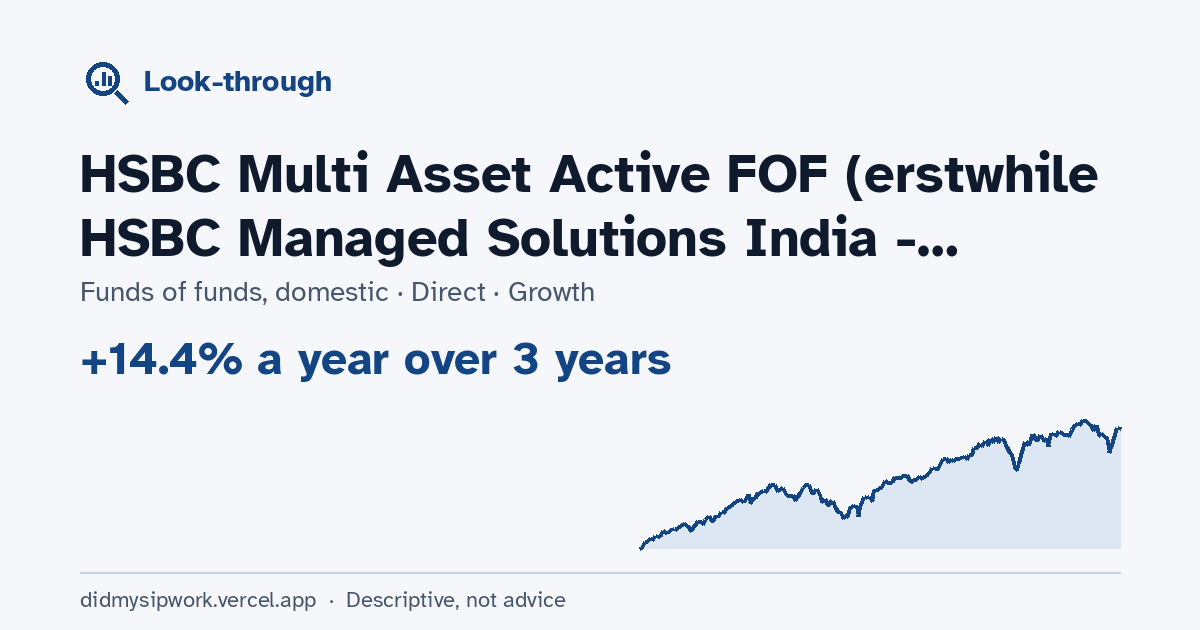 Look-through
HSBC Multi Asset Active FOF (erstwhile
HSBC Managed Solutions India -...
Funds of funds, domestic · Direct · Growth
+14.4% a year over 3 years
didmysipwork.vercel.app · Descriptive, not advice